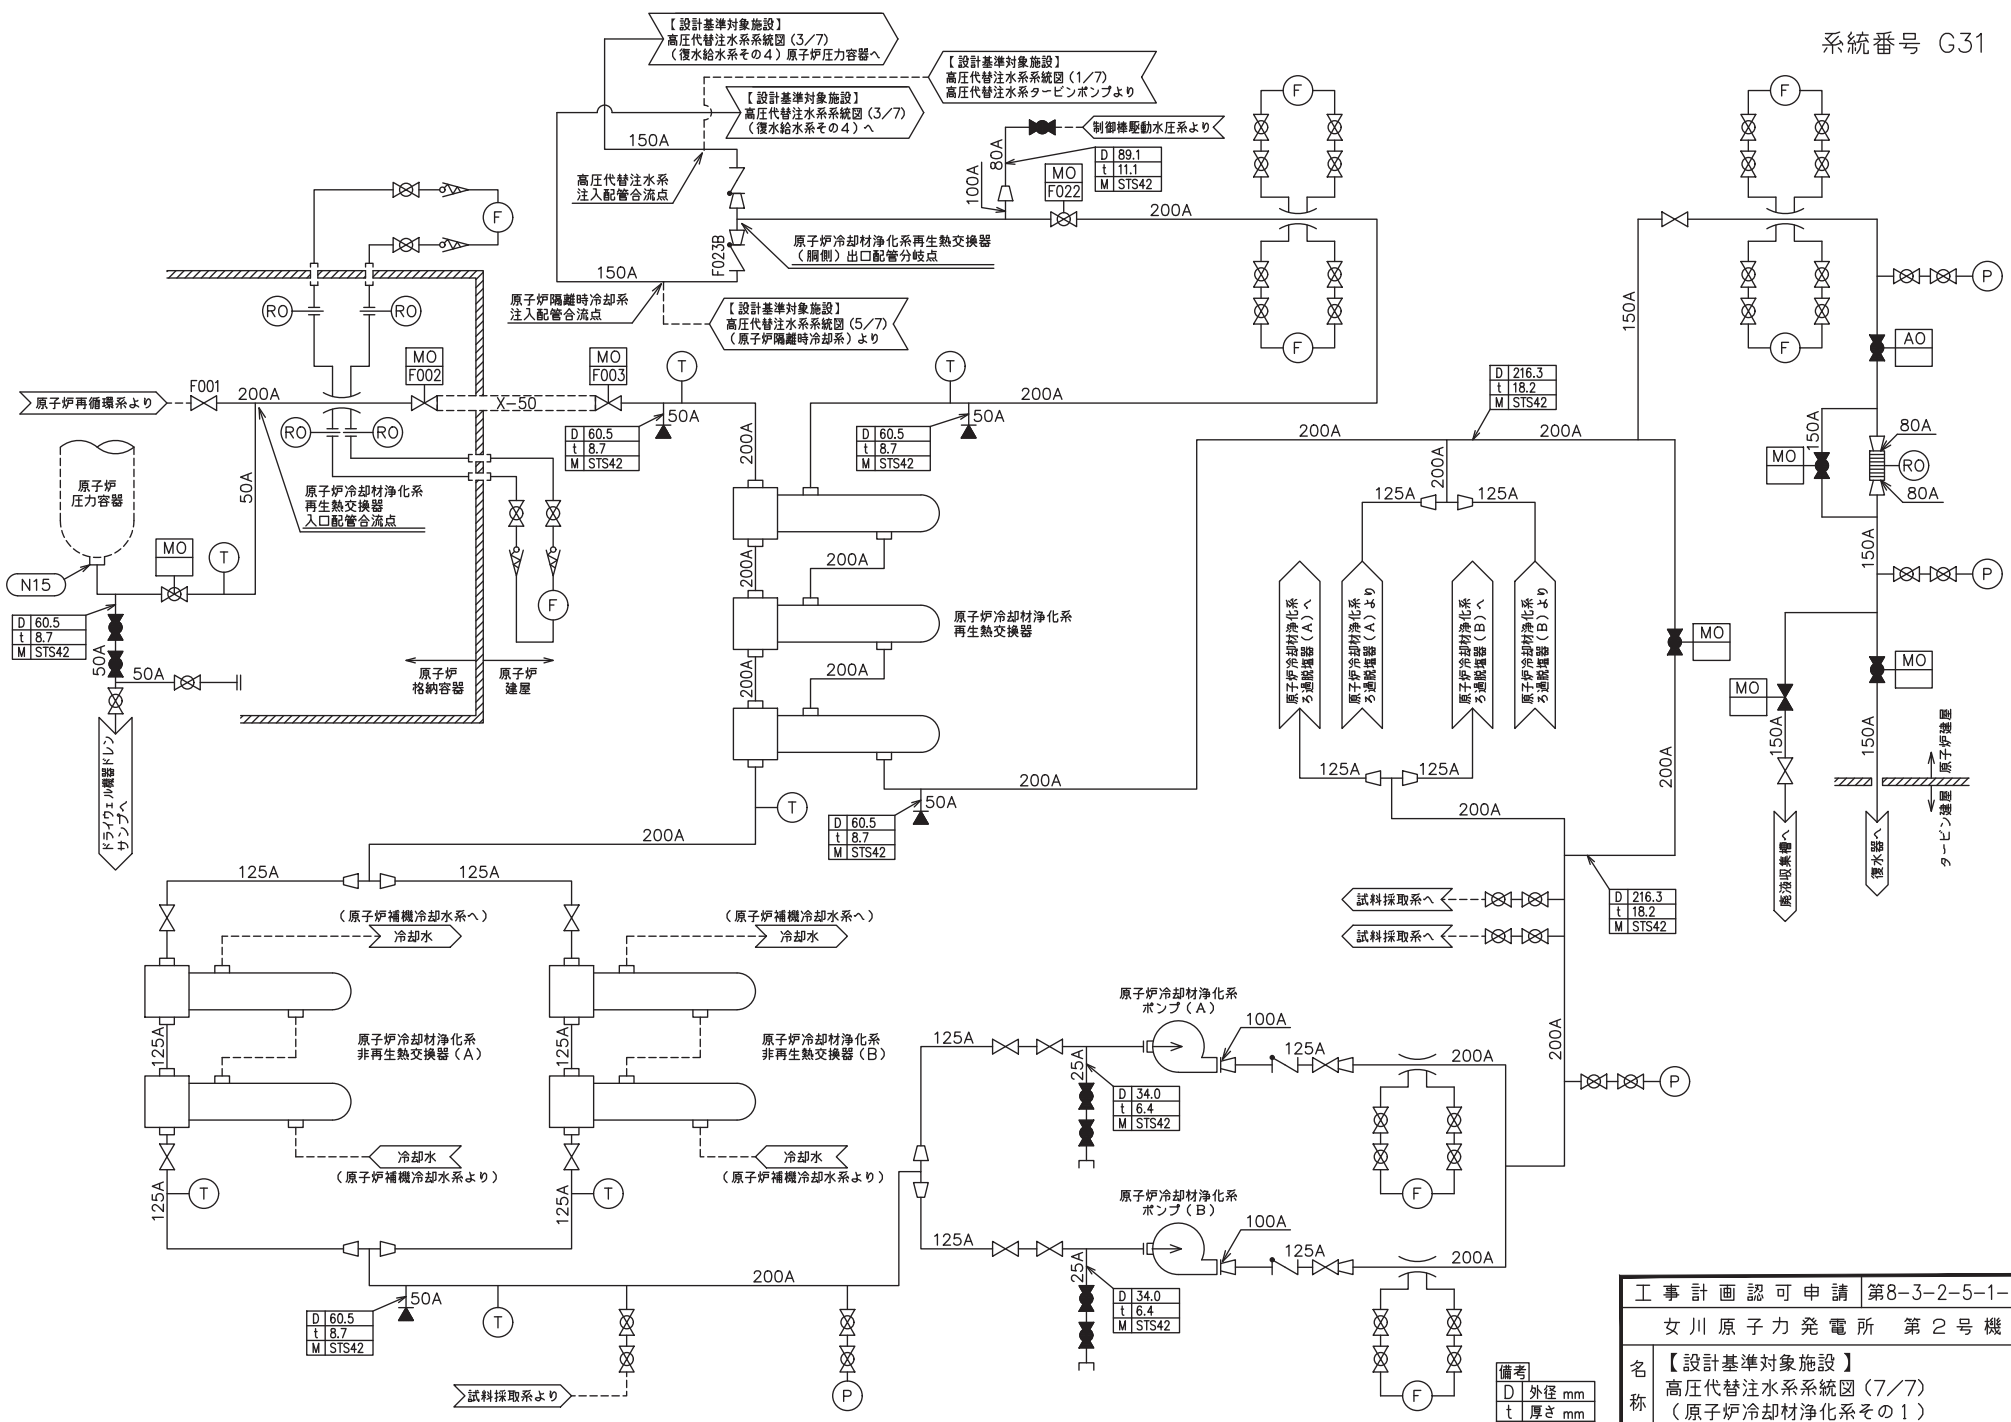 系統番号 G31
【設計基準対象施設】
高圧代替注水系系統図(3/7)
(復水給水系その4)原子炉圧力容器へ
【設計基準対象施設】
高圧代替注水系系統図(1/7)
高圧代替注水系タービンポンプより
【設計基準対象施設】
高圧代替注水系系統図(3/7)
(復水給水系その4)へ
制御棒駆動水圧系より
150A
高圧代替注水系
注入配管合流点
80A
100A
D 89.1
t 11.1
M STS42
MO
F022
200A
F023B
原子炉冷却材浄化系再生熱交換器
(胴側)出口配管分岐点
150A
原子炉隔離時冷却系
注入配管合流点
【設計基準対象施設】
高圧代替注水系系統図(5/7)
(原子炉隔離時冷却系)より
F
F
F
F
F
150A
P
AO
RO
RO
MO
F002
MO
F003
T
T
原子炉再循環系より
F001
200A
X-50
50A
D 60.5
t 8.7
M STS42
200A
200A
50A
D 60.5
t 8.7
M STS42
D 216.3
t 18.2
M STS42
200A
200A
RO
RO
原子炉
圧力容器
50A
原子炉冷却材浄化系
再生熱交換器
入口配管合流点
200A
125A
125A
150A
MO
80A
RO
80A
MO
T
N15
F
D 60.5
t 8.7
M STS42
50A
50A
原子炉
格納容器
原子炉
建屋
ドライウェル機器ドレン
サンプへ
200A
200A
200A
200A
原子炉冷却材浄化系
再生熱交換器
原子炉冷却材浄化系
ろ過脱塩器(A)へ
原子炉冷却材浄化系
ろ過脱塩器(A)より
原子炉冷却材浄化系
ろ過脱塩器(B)へ
原子炉冷却材浄化系
ろ過脱塩器(B)より
150A
P
MO
MO
MO
150A
150A
原子炉建屋
タービン建屋
廃液収集槽へ
復水器へ
200A
125A
125A
200A
200A
50A
D 60.5
t 8.7
M STS42
T
200A
D 216.3
t 18.2
M STS42
試料採取系へ
試料採取系へ
125A
125A
(原子炉補機冷却水系へ)
冷却水
(原子炉補機冷却水系へ)
冷却水
125A
原子炉冷却材浄化系
非再生熱交換器(A)
125A
原子炉冷却材浄化系
非再生熱交換器(B)
冷却水
(原子炉補機冷却水系より)
冷却水
(原子炉補機冷却水系より)
125A
T
125A
T
原子炉冷却材浄化系
ポンプ(A)
125A
100A
125A
200A
25A
D 34.0
t 6.4
M STS42
F
200A
P
原子炉冷却材浄化系
ポンプ(B)
125A
100A
125A
200A
25A
D 34.0
t 6.4
M STS42
F
200A
50A
D 60.5
t 8.7
M STS42
T
試料採取系より
P
備考
D 外径 mm
t 厚さ mm
工事計画認可申請 第8-3-2-5-1-
女川原子力発電所 第2号機
名称
【設計基準対象施設】
高圧代替注水系系統図(7/7)
(原子炉冷却材浄化系その1)